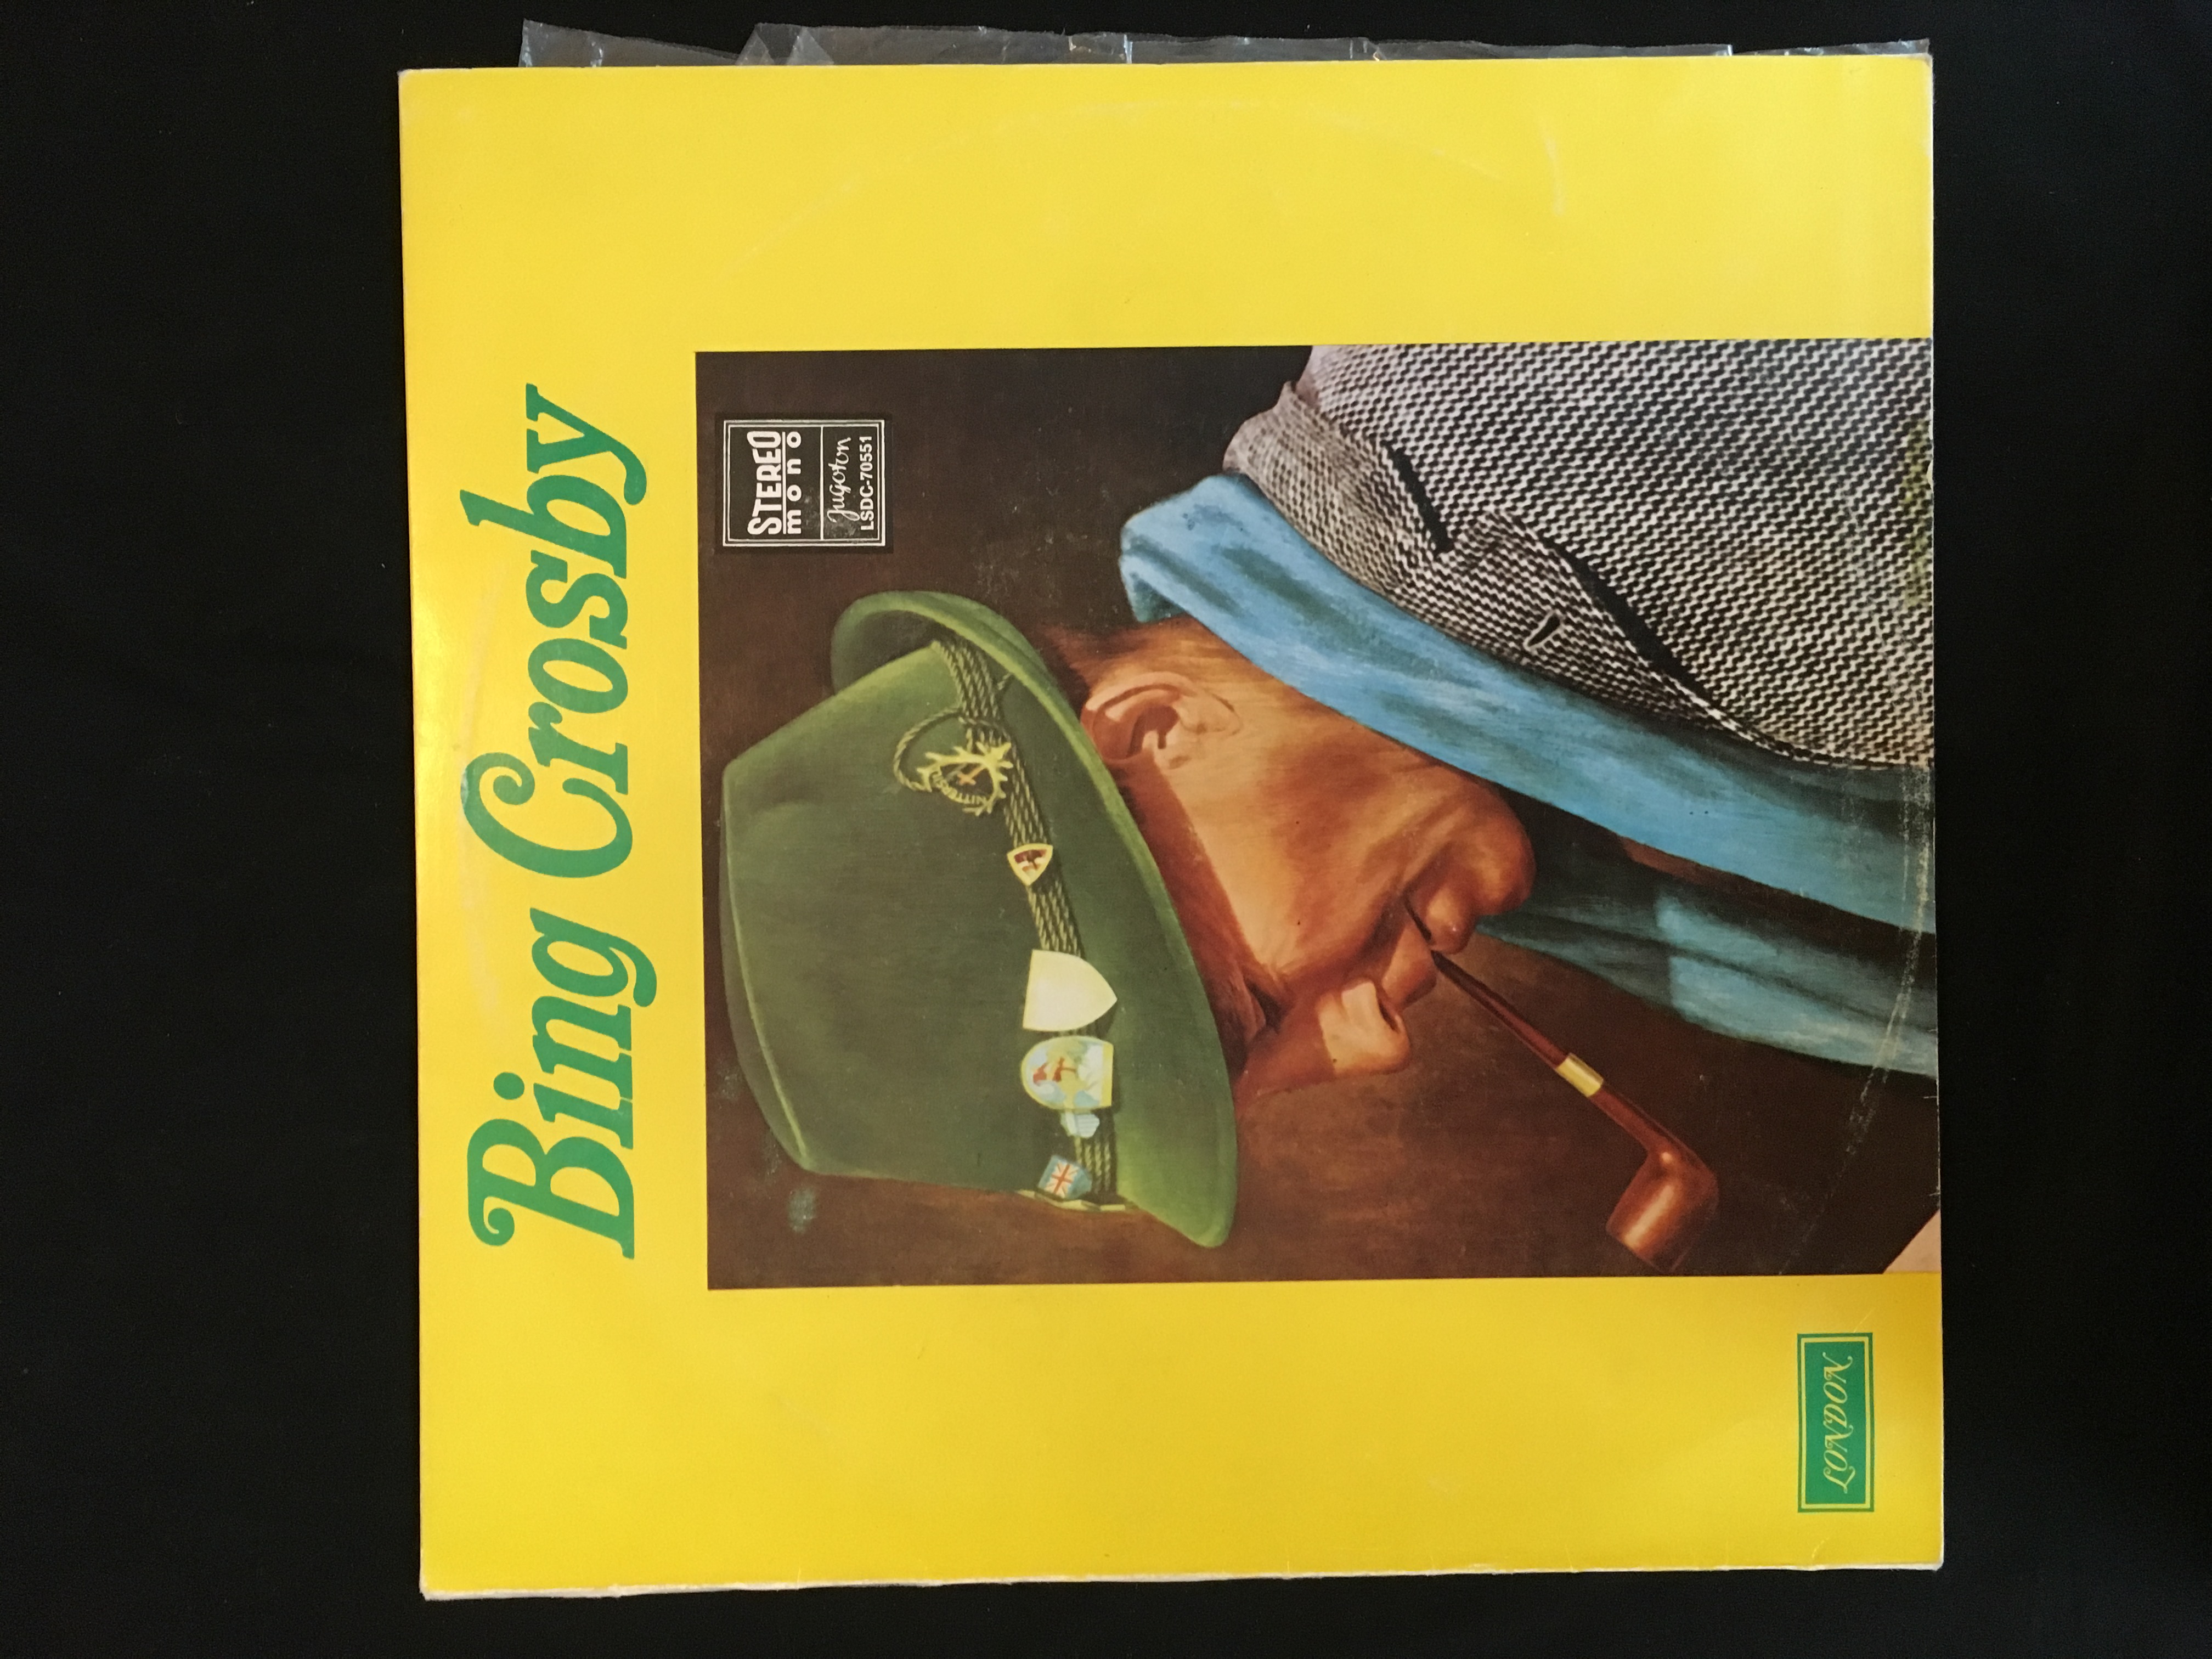 Bing Crosby
STEREO
mono
Jugoton
LSDC-70551
LONDON